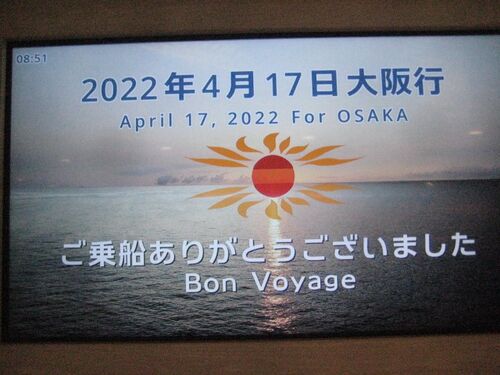 08:51
2022年4月17日大阪行
April 17, 2022 For OSAKA
ご乗船ありがとうございました
Bon Voyage